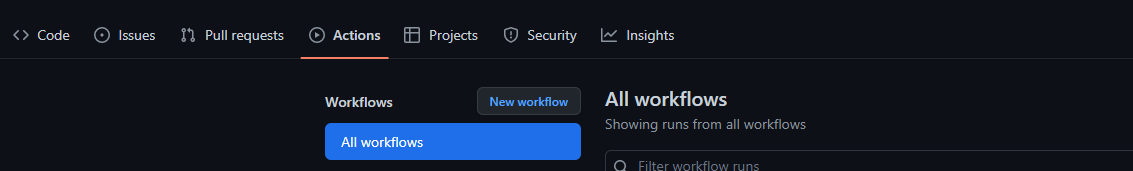 Code Issues Pull requests Actions Projects Security Insights
Workflows New workflow
All workflows
All workflows
Showing runs from all workflows
Filter workflow runs